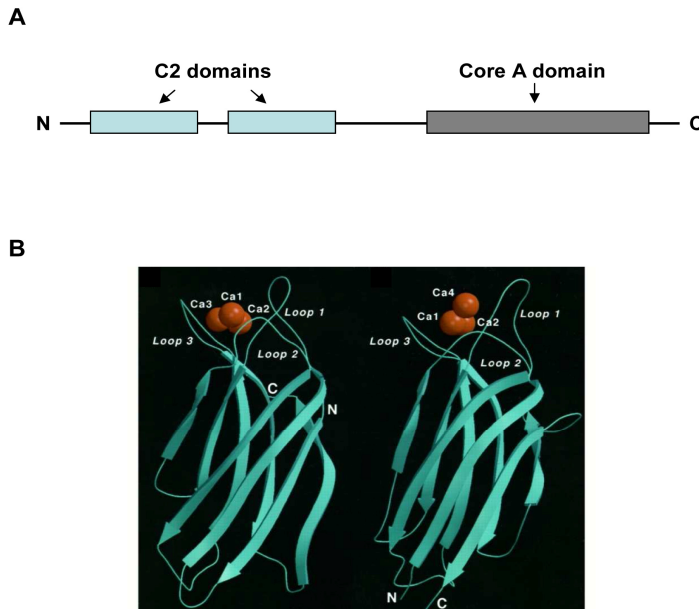 A
C2 domains
Core A domain
N
C
B
Ca3
Ca1
Ca2
Loop 1
Loop 3
Loop 2
C
N
Ca4
Ca1
Ca2
Loop 1
Loop 3
Loop 2
N
C